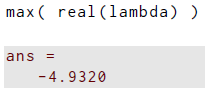 max( real(lambda) )
ans =
-4.9320